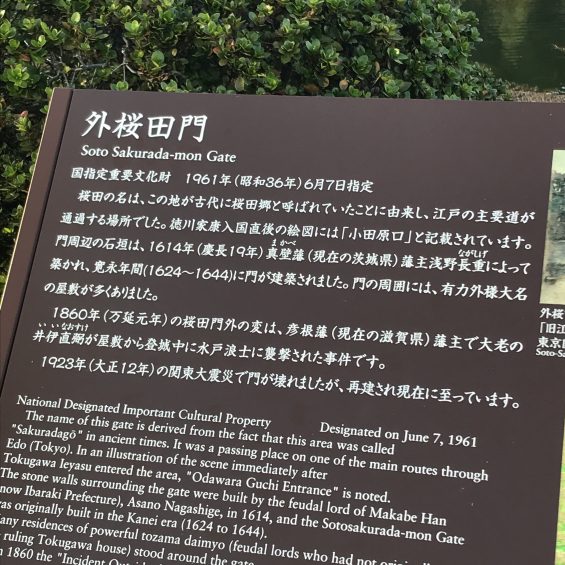 外桜田門
Soto Sakurada-mon Gate
国指定重要文化財　1961年(昭和36年)6月7日指定
桜田の名は、この地が古代に桜田郷と呼ばれていたことに由来し、江戸の主要道が
通過する場所でした。徳川家康入国直後の絵図には「小田原口」と記載されています。
門周辺の石垣は、1614年(慶長19年)真壁藩(現在の茨城県)藩主浅野長重によって
まかべ
ながしげ
築かれ、寛永年間(1624～1644)に門が建築されました。門の周囲には、有力外様大名
の屋敷が多くありました。
1860年(万延元年)の桜田門外の変は、彦根藩(現在の滋賀県)藩主で大老の
いいなおすけ
井伊直弼が屋敷から登城中に水戸浪士に襲撃された事件です。
1923年(大正12年)の関東大震災で門が壊れましたが、再建され現在に至っています。
National Designated Important Cultural Property Designated on June 7, 1961
The name of this gate is derived from the fact that this area was called
"Sakuradagō" in ancient times. It was a passing place on one of the main routes through
Edo (Tokyo). In an illustration of the scene immediately after
Tokugawa Ieyasu entered the area, "Odawara Guchi Entrance" is noted.
The stone walls surrounding the gate were built by the feudal lord of Makabe Han
now Ibaraki Prefecture), Asano Nagashige, in 1614, and the Sotosakurada-mon Gate
was originally built in the Kanei era (1624 to 1644).
any residences of powerful tozama daimyo (feudal lords who had not
ruling Tokugawa house) stood around the gate
1860 the "Incident
外桜
「旧江
東京
Soto-Sa